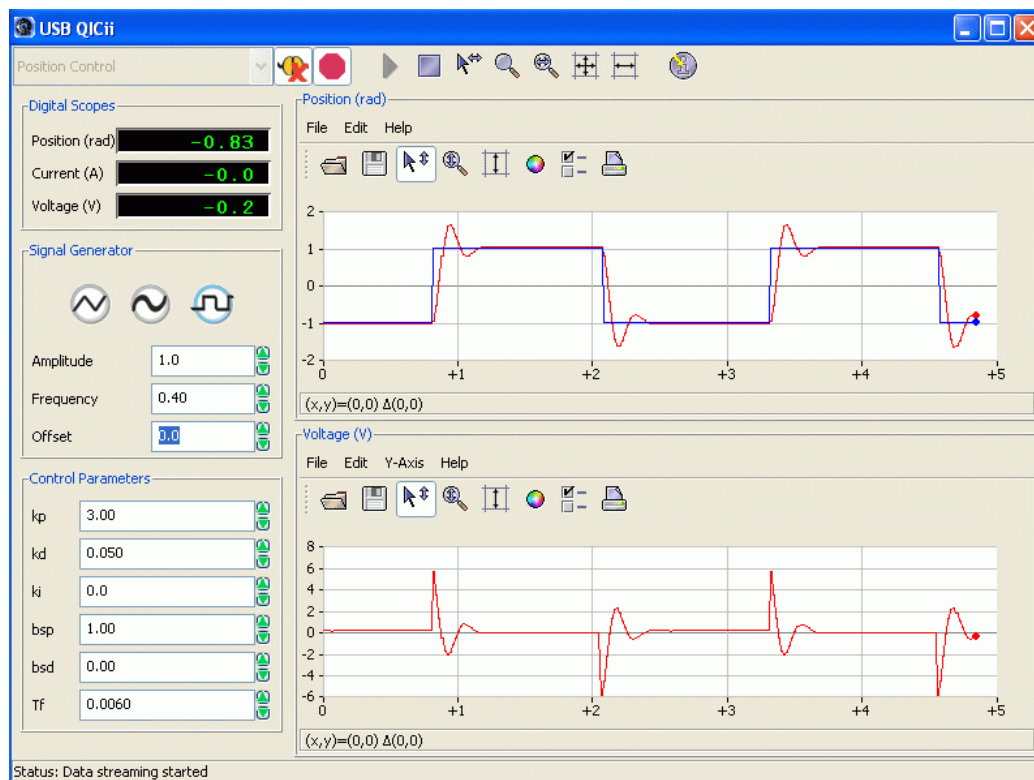 USB QICii
Position Control
Digital Scopes
Position (rad) -0.83
Current (A) -0.0
Voltage (V) -0.2
Signal Generator
Amplitude 1.0
Frequency 0.40
Offset 0.0
Control Parameters
kp 3.00
kd 0.050
ki 0.0
bsp 1.00
bsd 0.00
Tf 0.0060
Position (rad)
File Edit Help
2
1
0
-1
-2
0 +1 +2 +3 +4 +5
(x,y)=(0,0) Δ(0,0)
Voltage (V)
File Edit Y-Axis Help
8
6
4
2
0
-2
-4
-6
0 +1 +2 +3 +4 +5
(x,y)=(0,0) Δ(0,0)
Status: Data streaming started